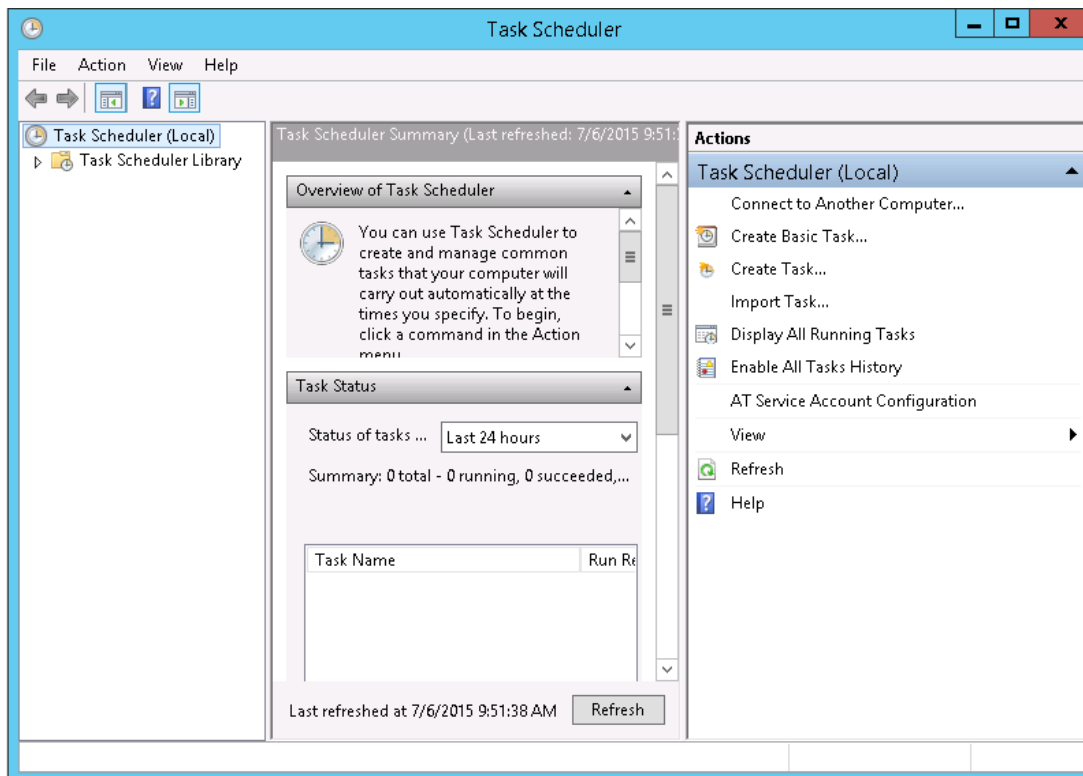 Task Scheduler
File Action View Help
Task Scheduler (Local)
Task Scheduler Library
Task Scheduler Summary (Last refreshed: 7/6/2015 9:51:
Overview of Task Scheduler
You can use Task Scheduler to
create and manage common
tasks that your computer will
carry out automatically at the
times you specify. To begin,
click a command in the Action
menu
Task Status
Status of tasks ... Last 24 hours
Summary: 0 total - 0 running, 0 succeeded,...
Task Name Run Re
Last refreshed at 7/6/2015 9:51:38 AM Refresh
Actions
Task Scheduler (Local)
Connect to Another Computer...
Create Basic Task...
Create Task...
Import Task...
Display All Running Tasks
Enable All Tasks History
AT Service Account Configuration
View
Refresh
Help